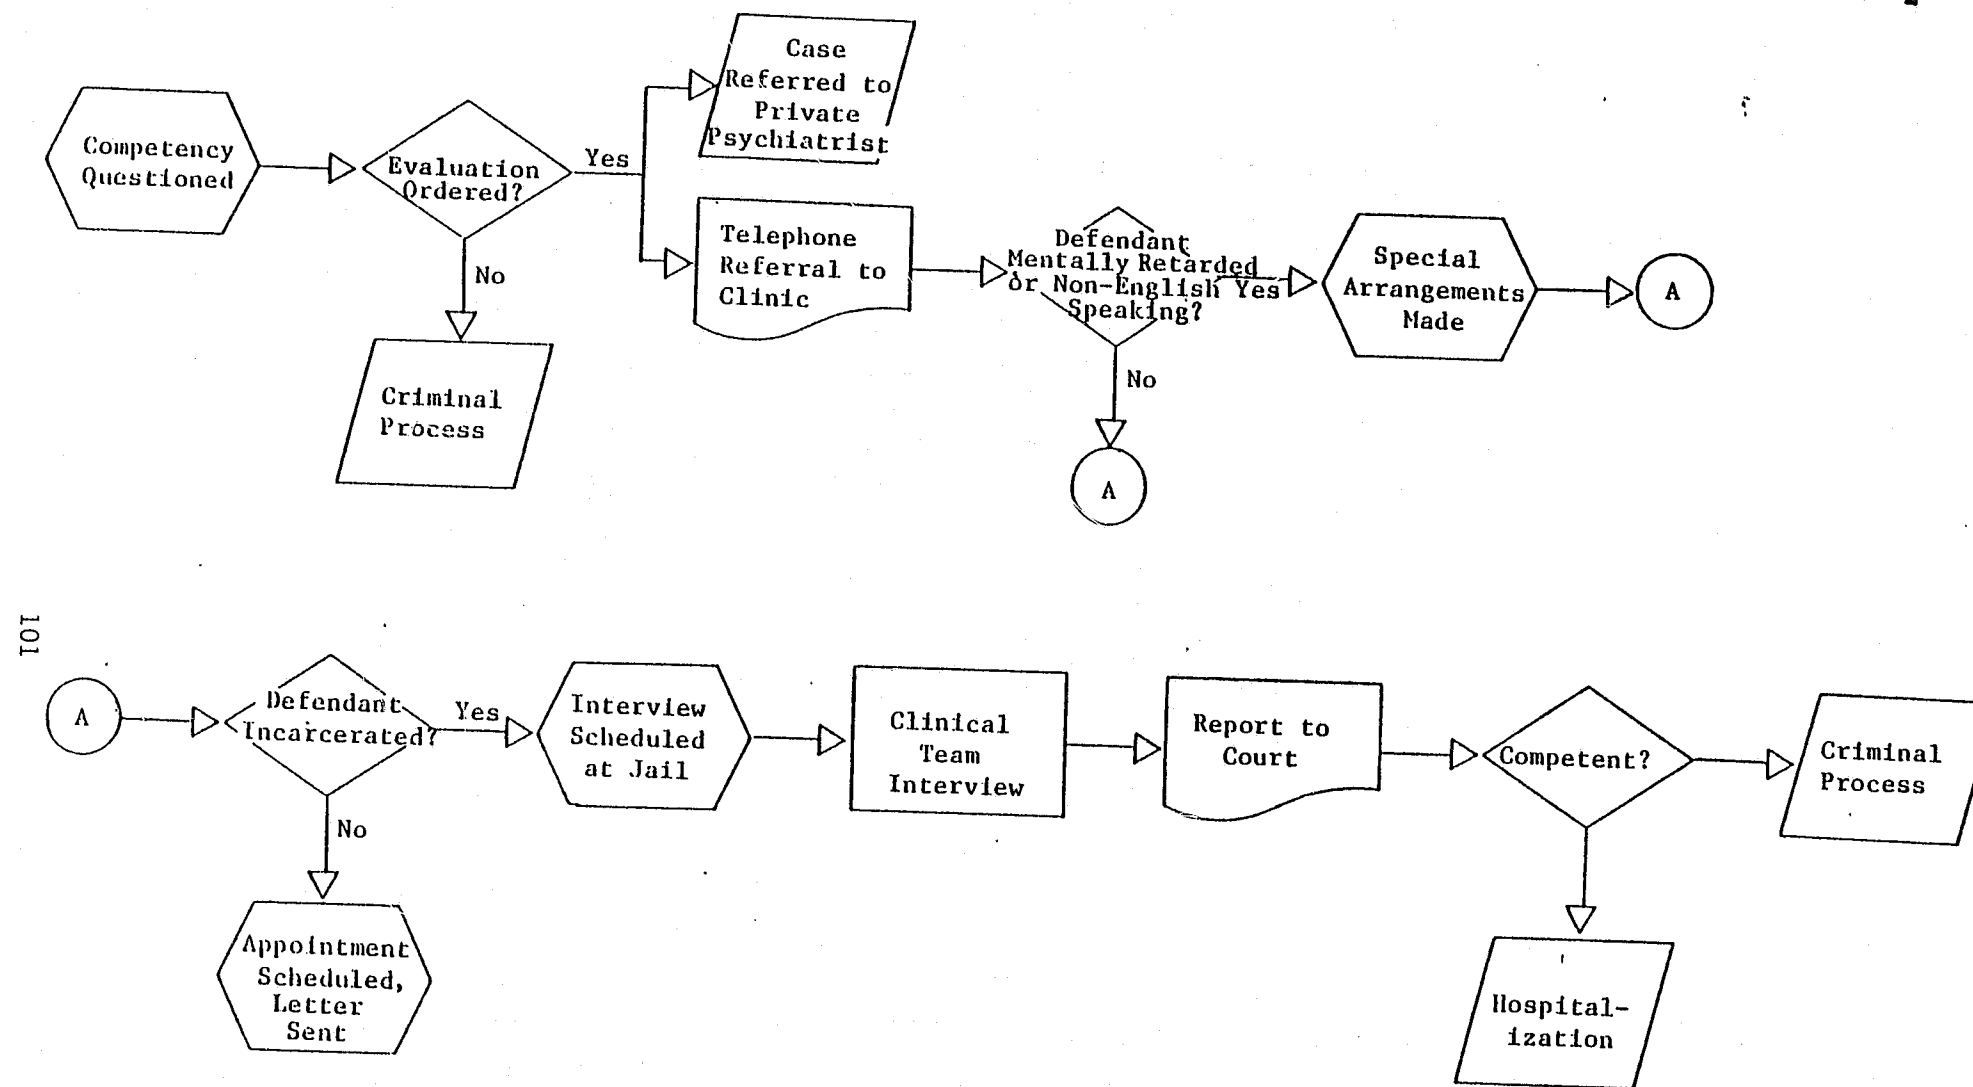 Case
Referred to
Private
Psychiatrist
Competency
Questioned
Evaluation
Ordered?
Yes
No
Criminal
Process
Telephone
Referral to
Clinic
Defendant
Mentally Retarded
or Non-English Yes
Speaking?
No
A
Special
Arrangements
Made
A
101
A
Defendant
Incarcerated?
Yes
No
Appointment
Scheduled,
Letter
Sent
Interview
Scheduled
at Jail
Clinical
Team
Interview
Report to
Court
Competent?
Criminal
Process
Hospital-
ization